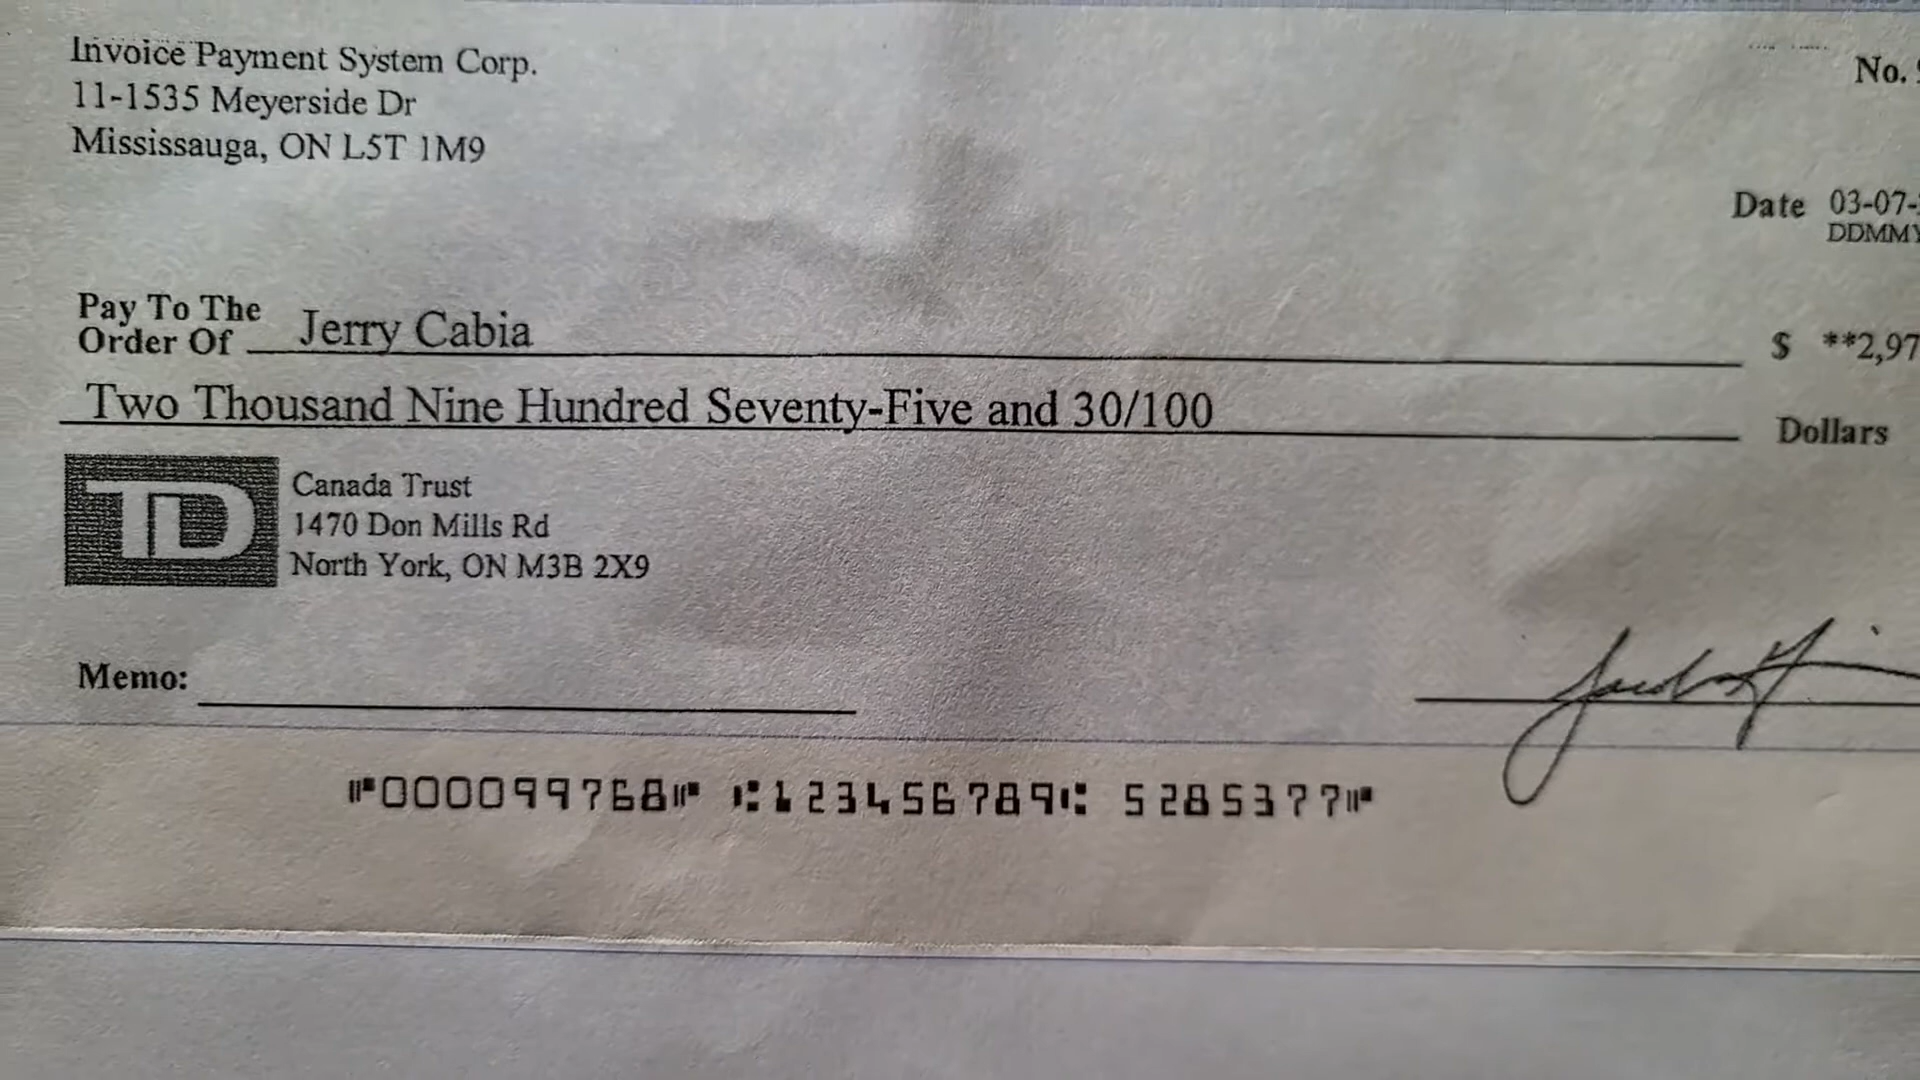 Invoice Payment System Corp.
11-1535 Meyerside Dr
Mississauga, ON L5T 1M9
No.
Date 03-07-
DDMMY
Pay To The
Order Of Jerry Cabia
$ **2,97
Two Thousand Nine Hundred Seventy-Five and 30/100
Dollars
TD
Canada Trust
1470 Don Mills Rd
North York, ON M3B 2X9
Memo:
⑈000099768⑈ ⑆123456789⑆ 5285377⑈